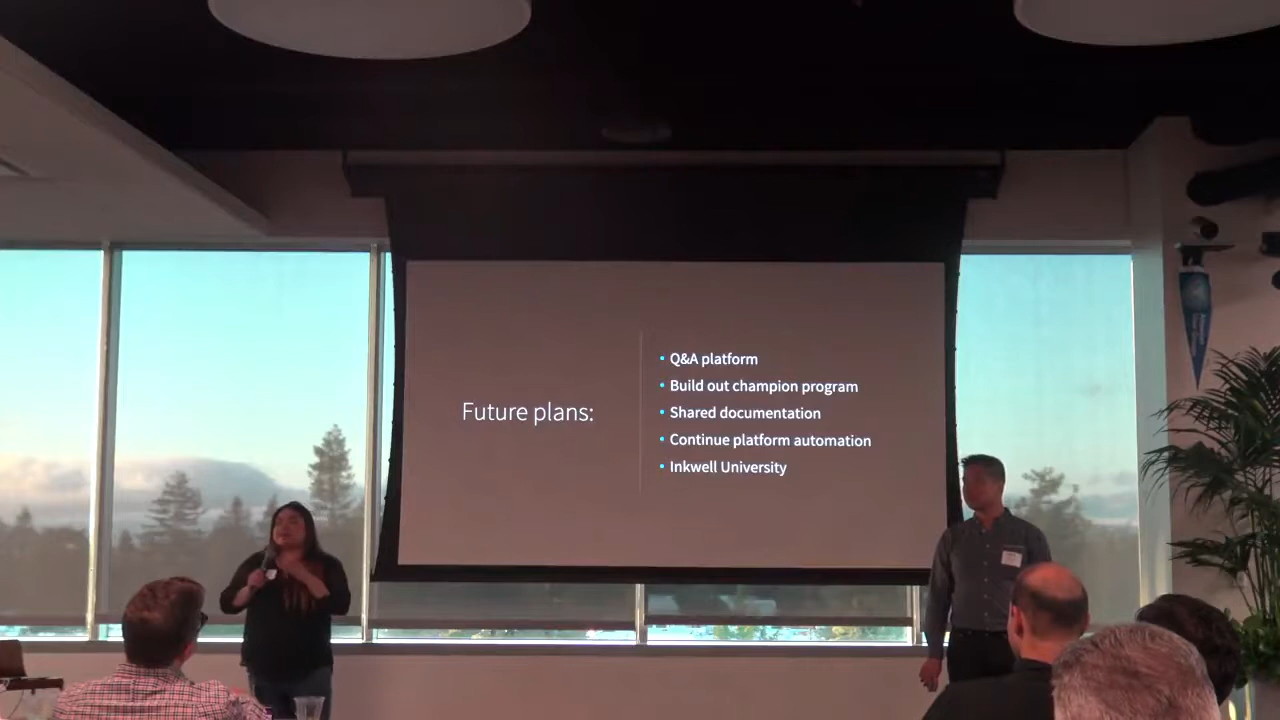 Future plans:
▪ Q&A platform
▪ Build out champion program
▪ Shared documentation
▪ Continue platform automation
▪ Inkwell University